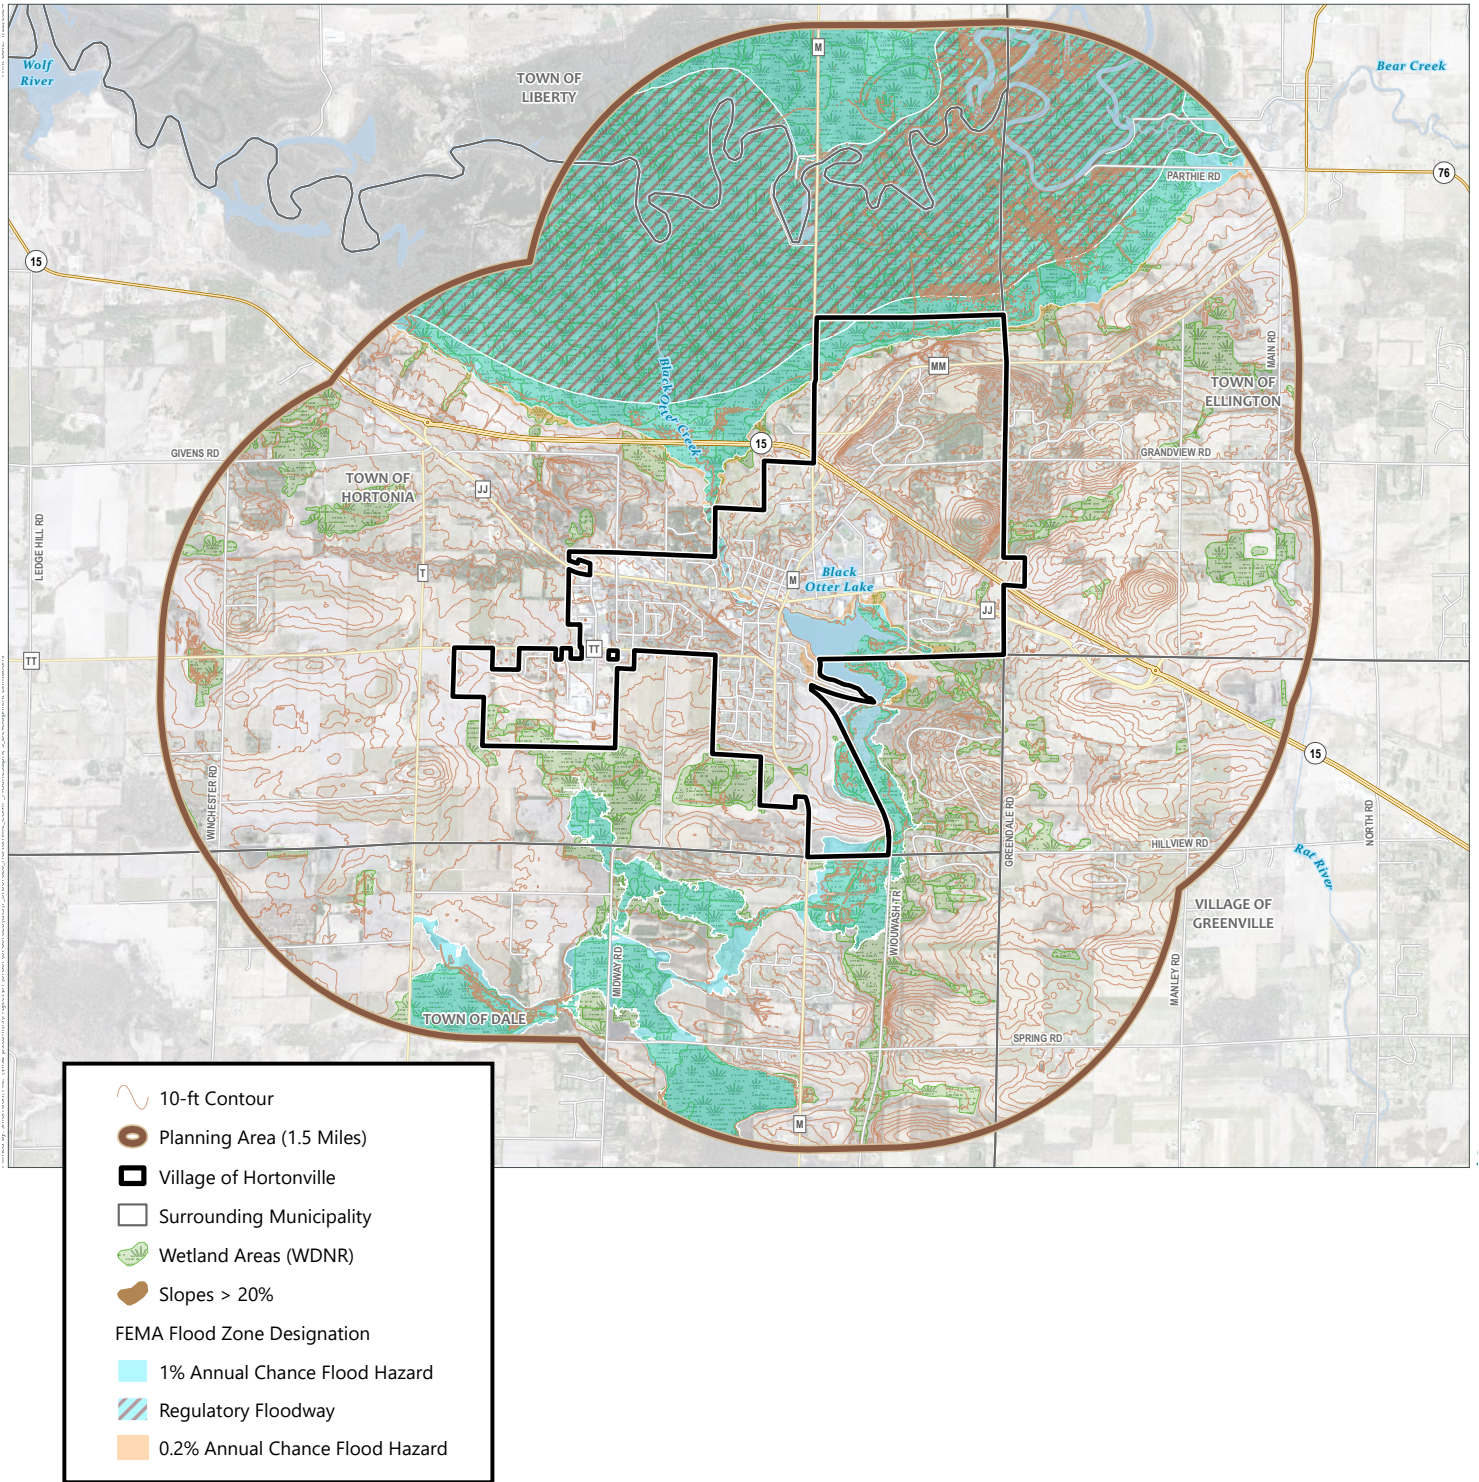 Wolf
River
TOWN OF
LIBERTY
M
Bear Creek
76
PARTHIE RD
15
MM
MAIN RD
TOWN OF
ELLINGTON
Black Otter Creek
15
GIVENS RD
GRANDVIEW RD
TOWN OF
HORTONIA
JJ
LEDGE HILL RD
T
M
Black
Otter Lake
JJ
TT
TT
15
WINCHESTER RD
GREENDALE RD
NORTH RD
HILLVIEW RD
Rat River
WIOUWASH TR
VILLAGE OF
GREENVILLE
MIDWAY RD
MANLEY RD
TOWN OF DALE
SPRING RD
M
10-ft Contour
Planning Area (1.5 Miles)
Village of Hortonville
Surrounding Municipality
Wetland Areas (WDNR)
Slopes > 20%
FEMA Flood Zone Designation
1% Annual Chance Flood Hazard
Regulatory Floodway
0.2% Annual Chance Flood Hazard